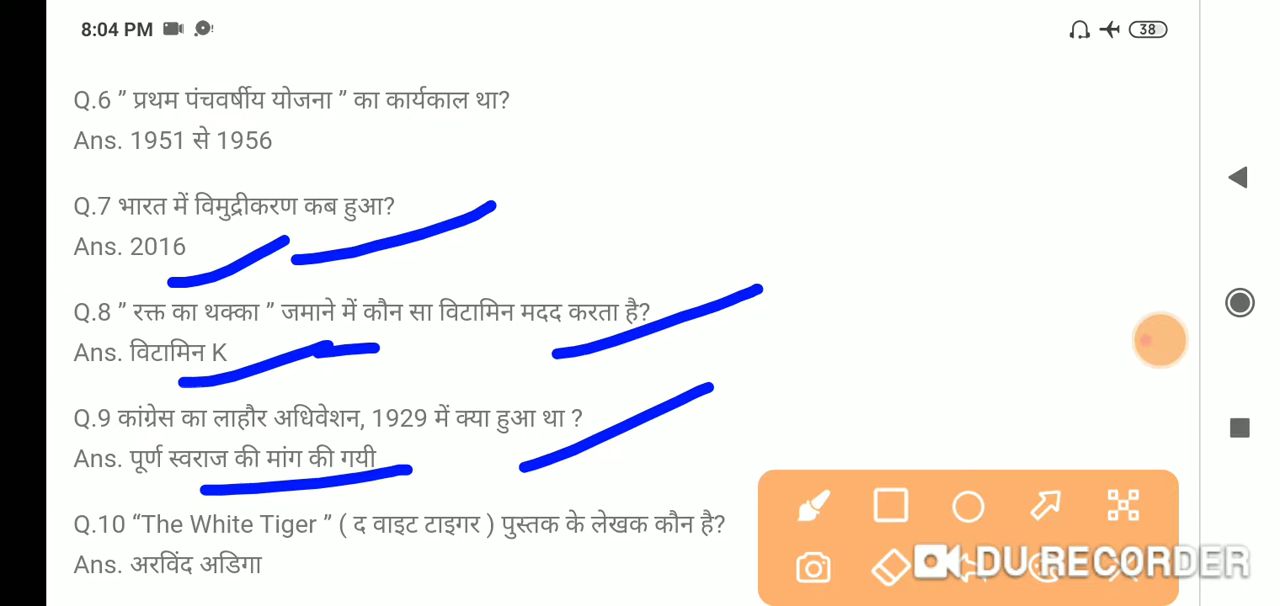 8:04 PM
38
Q.6 ” प्रथम पंचवर्षीय योजना ” का कार्यकाल था?
Ans. 1951 से 1956
Q.7 भारत में विमुद्रीकरण कब हुआ?
Ans. 2016
Q.8 ” रक्त का थक्का ” जमाने में कौन सा विटामिन मदद करता है?
Ans. विटामिन K
Q.9 कांग्रेस का लाहौर अधिवेशन, 1929 में क्या हुआ था ?
Ans. पूर्ण स्वराज की मांग की गयी
Q.10 “The White Tiger ” ( द वाइट टाइगर ) पुस्तक के लेखक कौन है?
Ans. अरविंद अडिगा
DU RECORDER